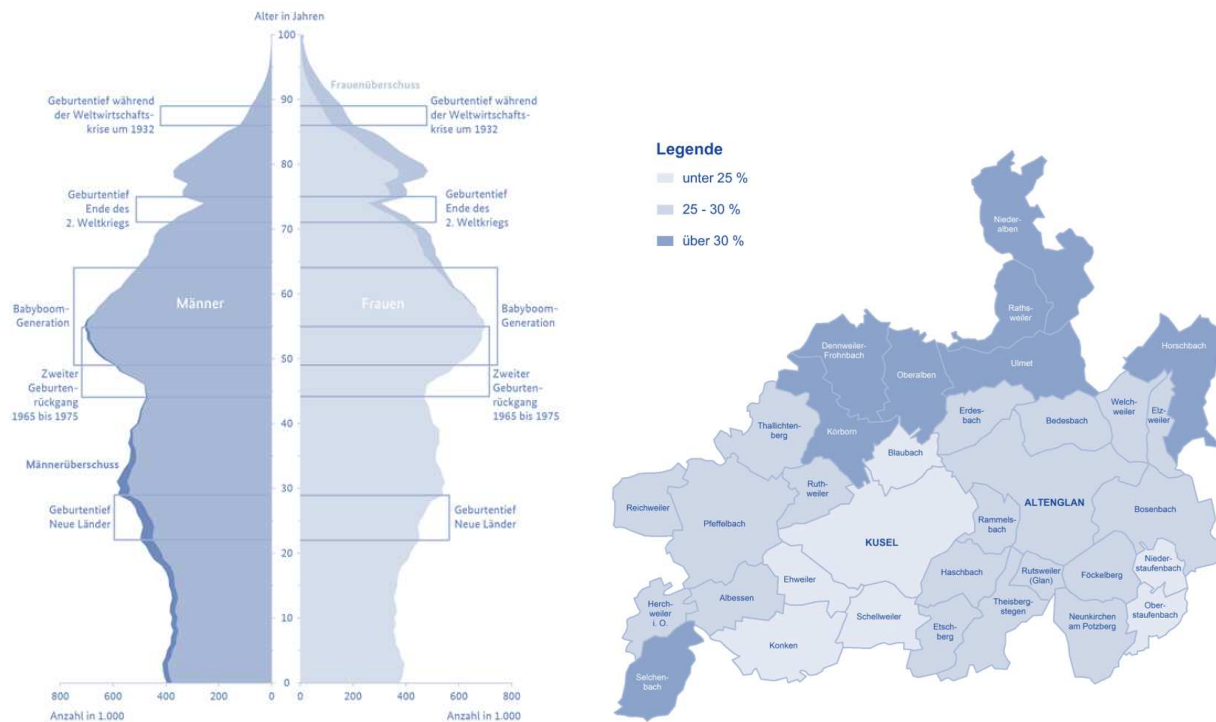 Alter in Jahren
100
90
80
70
60
50
40
30
20
10
0
Frauenüberschuss
Geburtentief während
der Weltwirtschafts-
krise um 1932
Geburtentief während
der Weltwirtschafts-
krise um 1932
Geburtentief
Ende des
2. Weltkriegs
Geburtentief
Ende des
2. Weltkriegs
Männer
Frauen
Babyboom-
Generation
Babyboom-
Generation
Zweiter
Geburten-
rückgang
1965 bis 1975
Zweiter
Geburten-
rückgang
1965 bis 1975
Männerüberschuss
Geburtentief
Neue Länder
Geburtentief
Neue Länder
800 600 400 200 0
0 200 400 600 800
Anzahl in 1.000
Anzahl in 1.000
Legende
unter 25 %
25 - 30 %
über 30 %
Nieder-
alben
Raths-
weiler
Dennweiler-
Frohnbach
Oberalben
Ulmet
Horschbach
Thallichten-
berg
Körborn
Erdes-
bach
Bedesbach
Welch-
weiler
Elz-
weiler
Blaubach
Reichweiler
Ruth-
weiler
Pfeffelbach
KUSEL
Rammels-
bach
ALTENGLAN
Bosenbach
Herch-
weiler
i. O.
Albessen
Ehweiler
Haschbach
Rutsweiler
(Glan)
Föckelberg
Nieder-
staufenbach
Konken
Schellweiler
Etsch-
berg
Theisberg-
stegen
Neunkirchen
am Potzberg
Ober-
staufenbach
Selchen-
bach